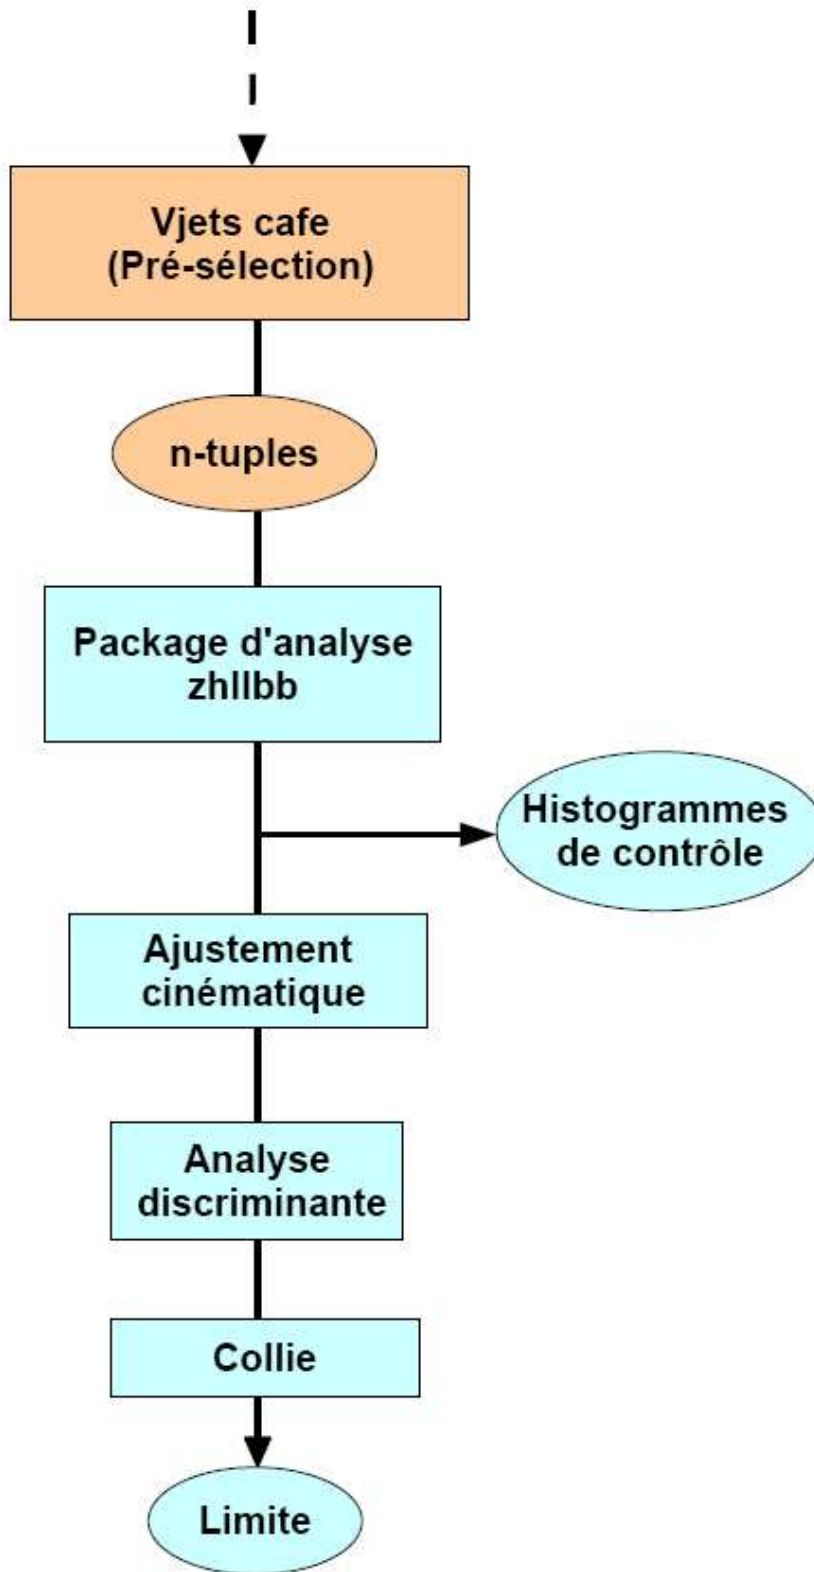 Vjets cafe
(Pré-sélection)
n-tuples
Package d'analyse
zhllbb
Histogrammes
de contrôle
Ajustement
cinématique
Analyse
discriminante
Collie
Limite